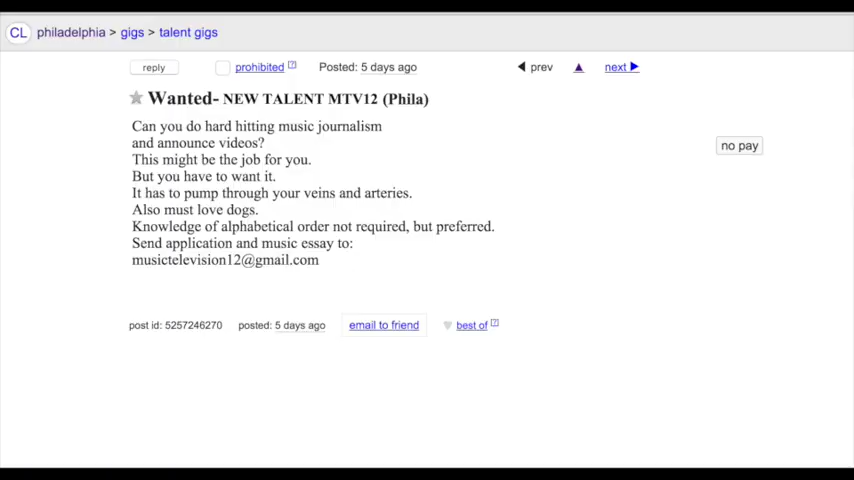 CL philadelphia > gigs > talent gigs
reply prohibited [?] Posted: 5 days ago ◀ prev ▲ next ▶
★ Wanted- NEW TALENT MTV12 (Phila)
Can you do hard hitting music journalism
and announce videos?
no pay
This might be the job for you.
But you have to want it.
It has to pump through your veins and arteries.
Also must love dogs.
Knowledge of alphabetical order not required, but preferred.
Send application and music essay to:
musictelevision12@gmail.com
post id: 5257246270 posted: 5 days ago email to friend ♥ best of [?]